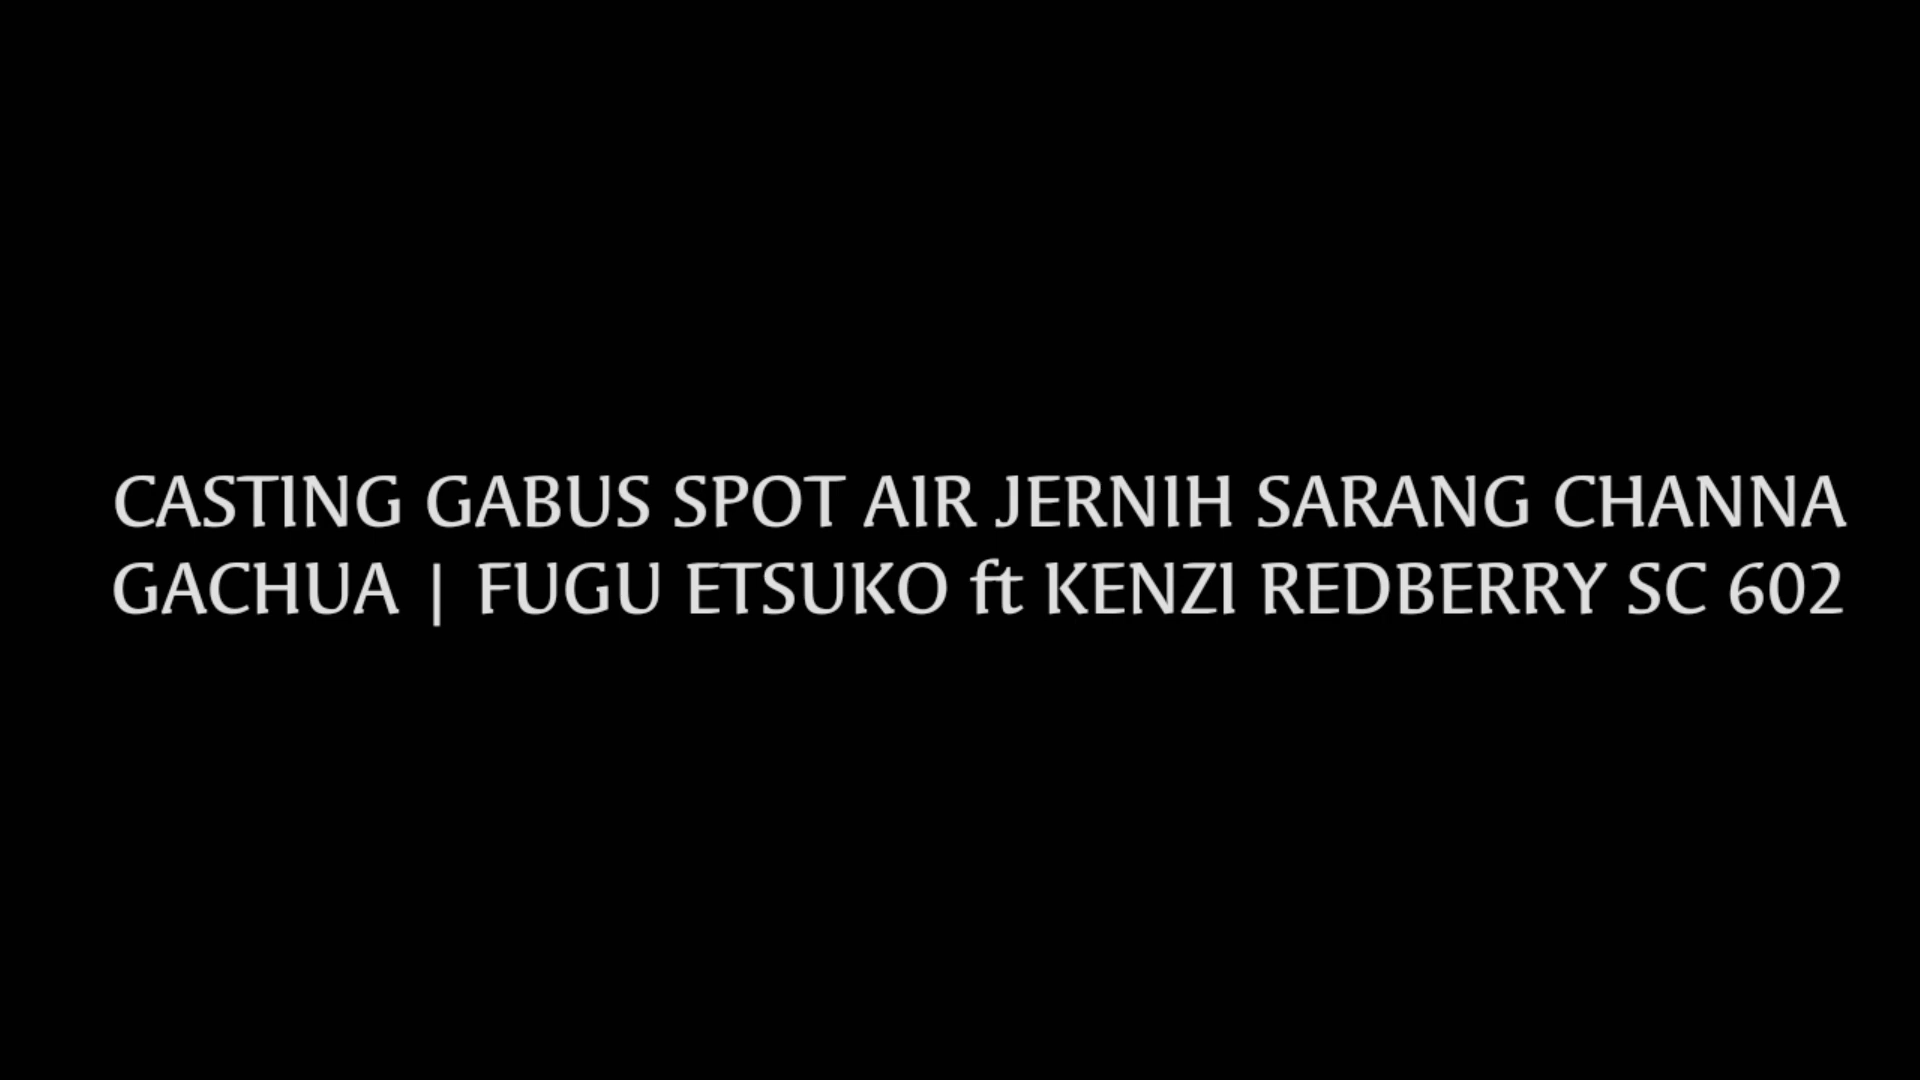 CASTING GABUS SPOT AIR JERNIH SARANG CHANNA
GACHUA | FUGU ETSUKO ft KENZI REDBERRY SC 602